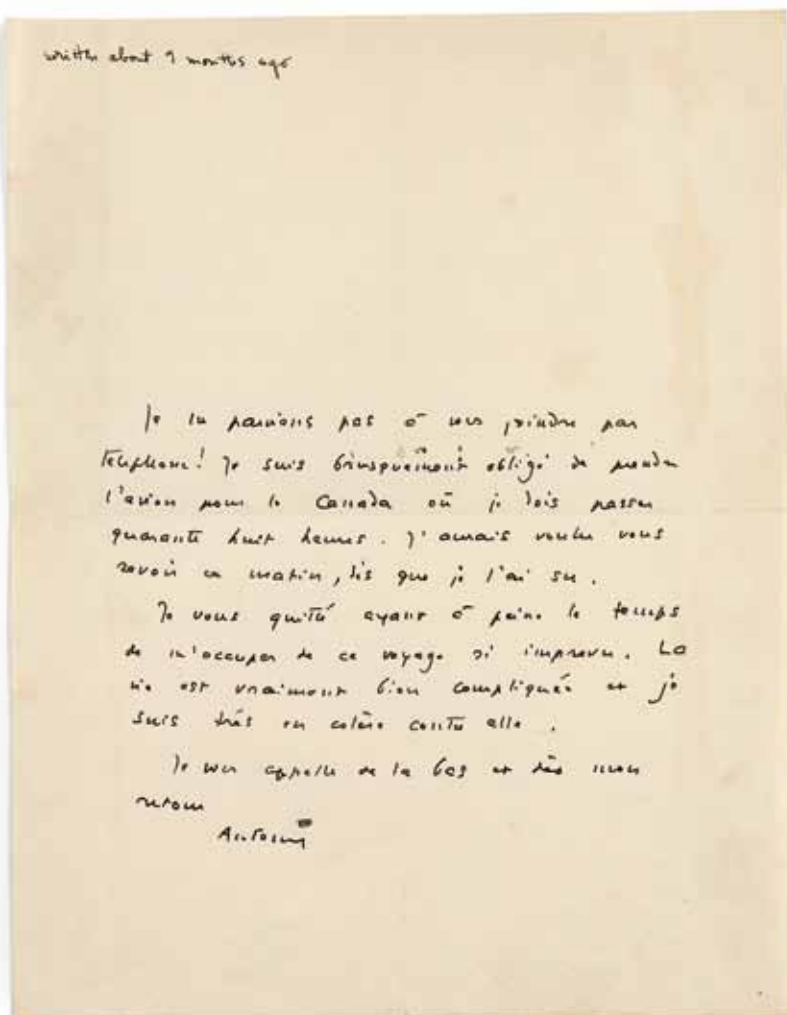 written about 9 months ago
Je ne parviens pas à vous joindre par
téléphone! Je suis brusquement obligé de prendre
l'avion pour le Canada où je dois passer
quarante huit heures. J'aurais voulu vous
revoir ce matin, dès que je l'ai su.
Je vous quitte ayant à peine le temps
de m'occuper de ce voyage si imprevu. La
vie est vraiment bien compliquée et je
suis très en colère contre elle.
Je vous appelle de la bas et dès mon
retour
Antoine